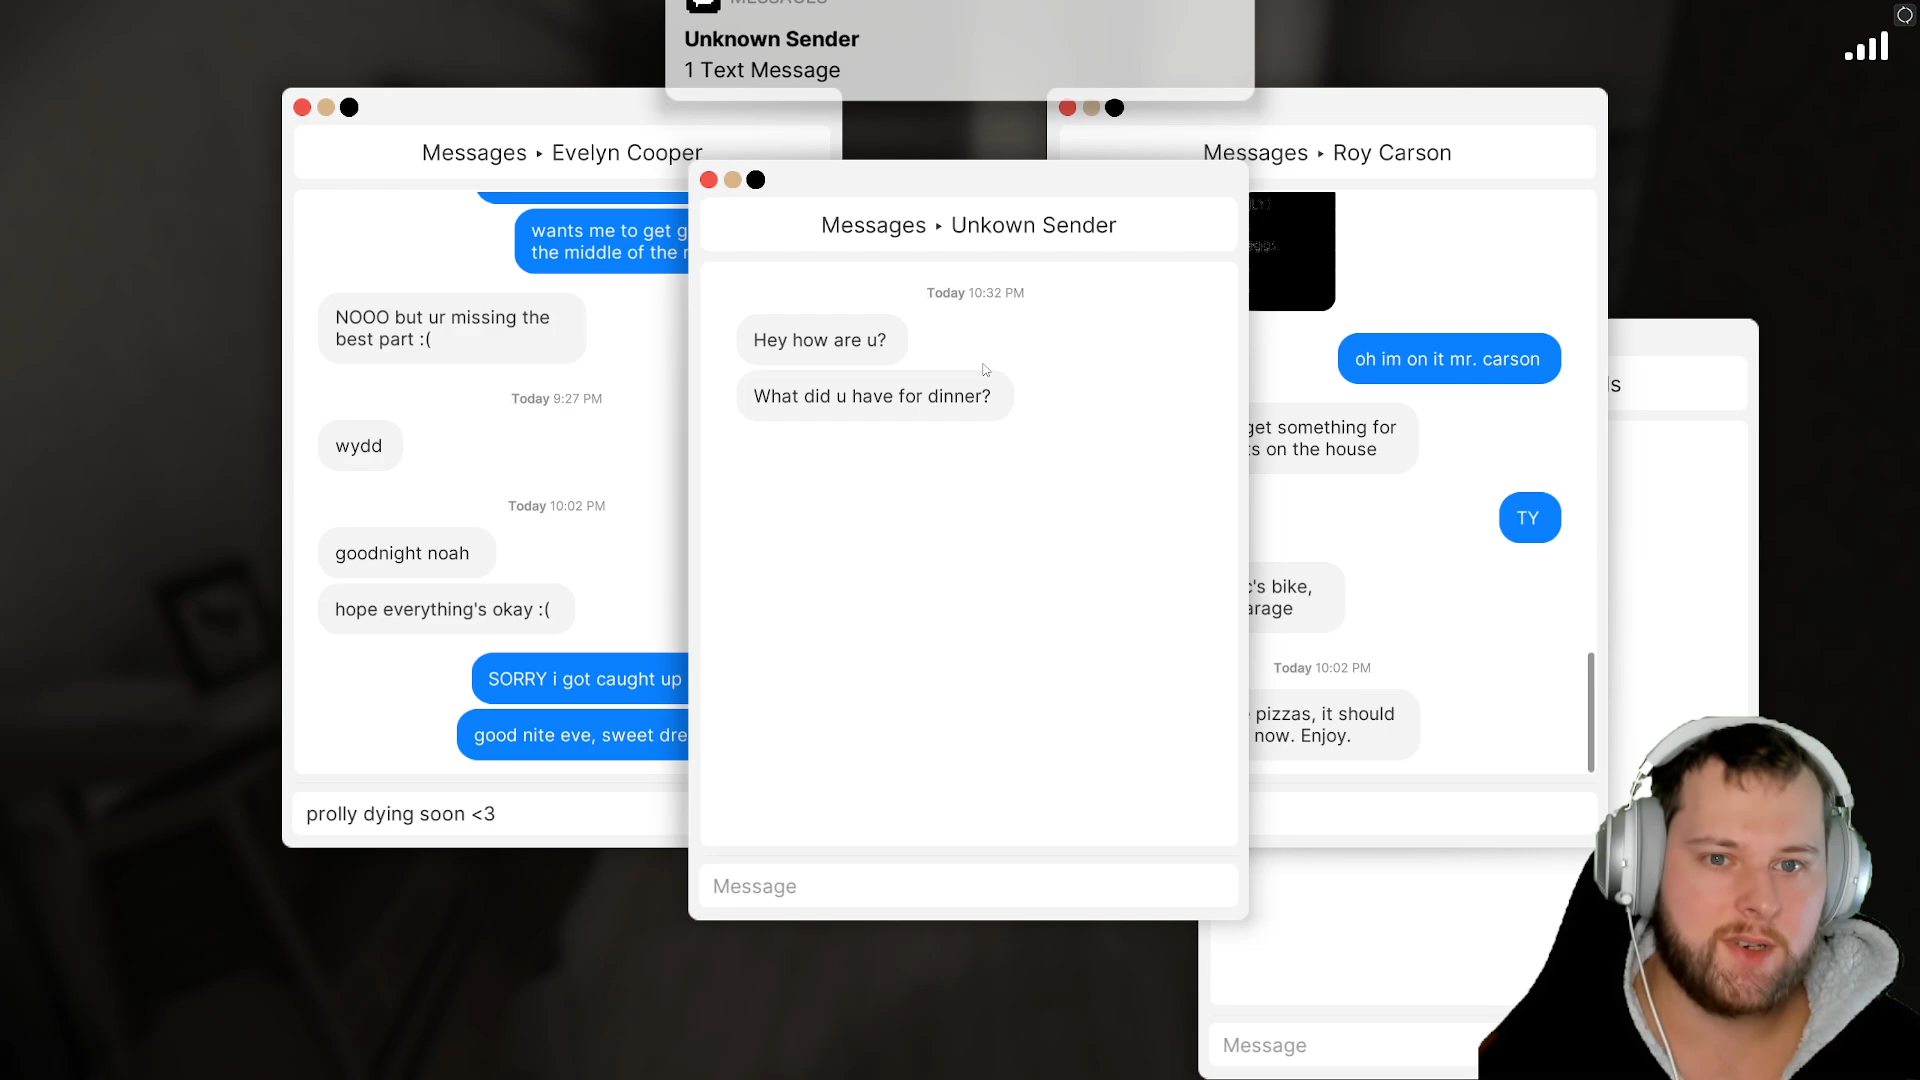 Unknown Sender
1 Text Message
Messages ▸ Evelyn Cooper
wants me to get g
the middle of the
NOOO but ur missing the
best part :(
Today 9:27 PM
wydd
Today 10:02 PM
goodnight noah
hope everything's okay :(
SORRY i got caught up
good nite eve, sweet dre
prolly dying soon <3
Messages ▸ Unkown Sender
Today 10:32 PM
Hey how are u?
What did u have for dinner?
Message
Messages ▸ Roy Carson
eggs
oh im on it mr. carson
get something for
s on the house
TY
c's bike,
arage
Today 10:02 PM
pizzas, it should
now. Enjoy.
ls
Message